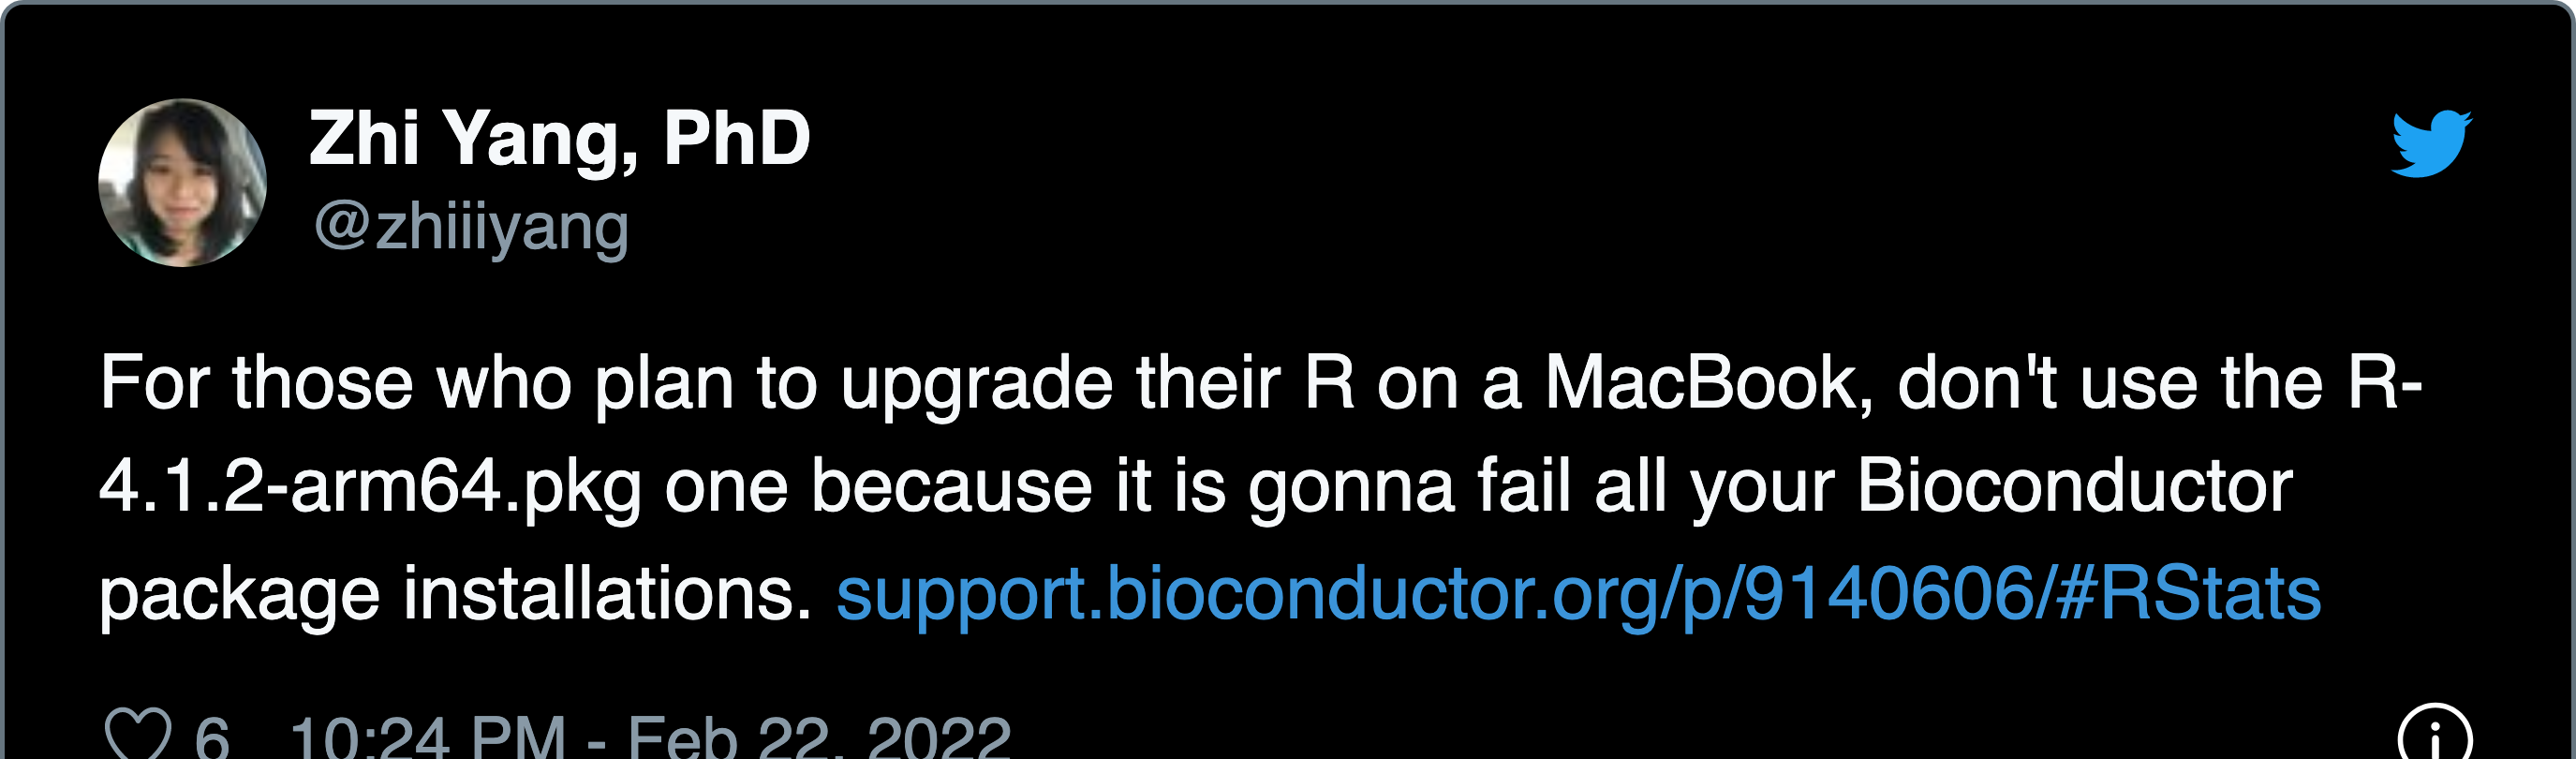 Zhi Yang, PhD
@zhiiiyang
For those who plan to upgrade their R on a MacBook, don't use the R-
4.1.2-arm64.pkg one because it is gonna fail all your Bioconductor
package installations. support.bioconductor.org/p/9140606/#RStats
6 10:24 PM - Feb 22, 2022